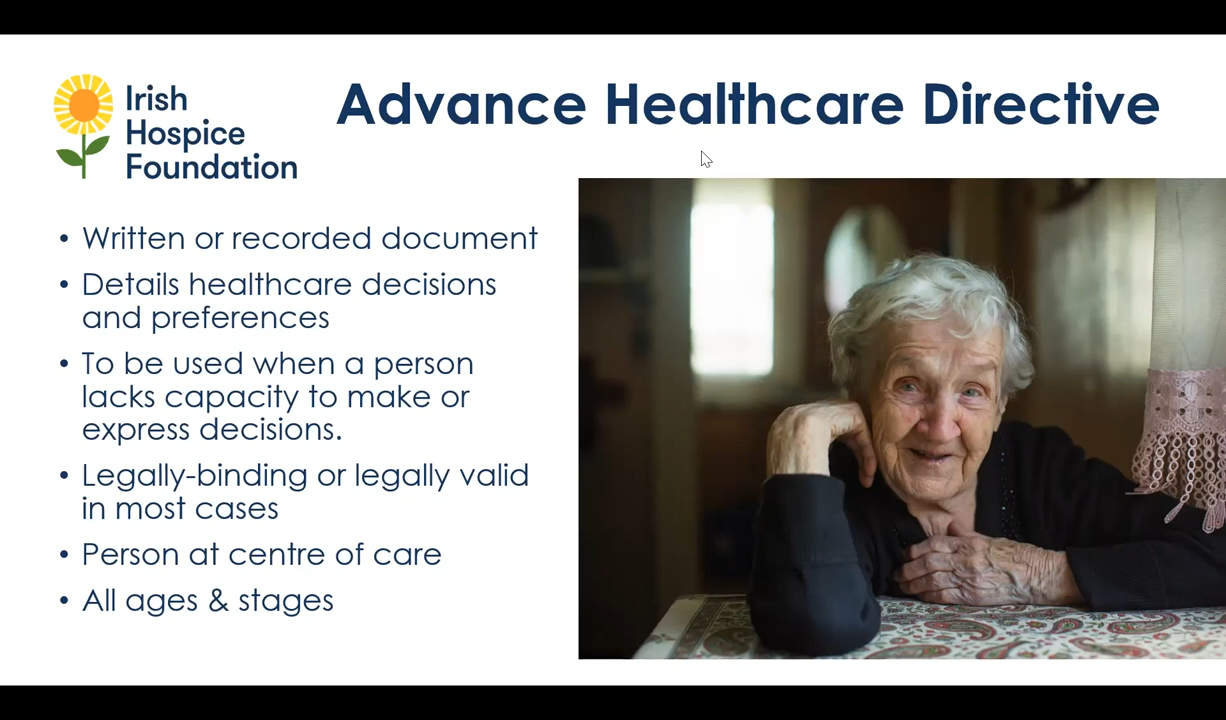 Irish
Hospice
Foundation
Advance Healthcare Directive
• Written or recorded document
• Details healthcare decisions
and preferences
• To be used when a person
lacks capacity to make or
express decisions.
• Legally-binding or legally valid
in most cases
• Person at centre of care
• All ages & stages